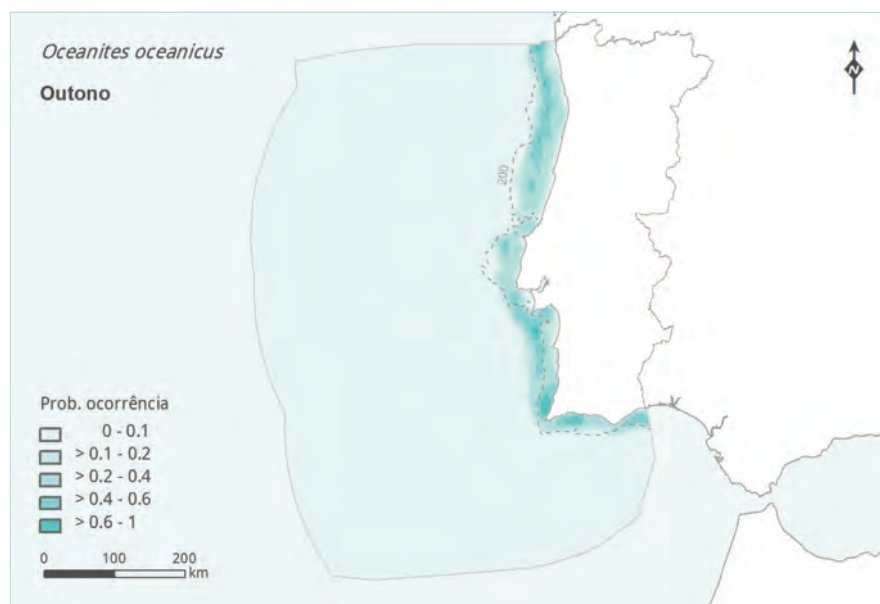 Oceanites oceanicus
Outono
N
200
Prob. ocorrência
0 - 0.1
> 0.1 - 0.2
> 0.2 - 0.4
> 0.4 - 0.6
> 0.6 - 1
0 100 200
km